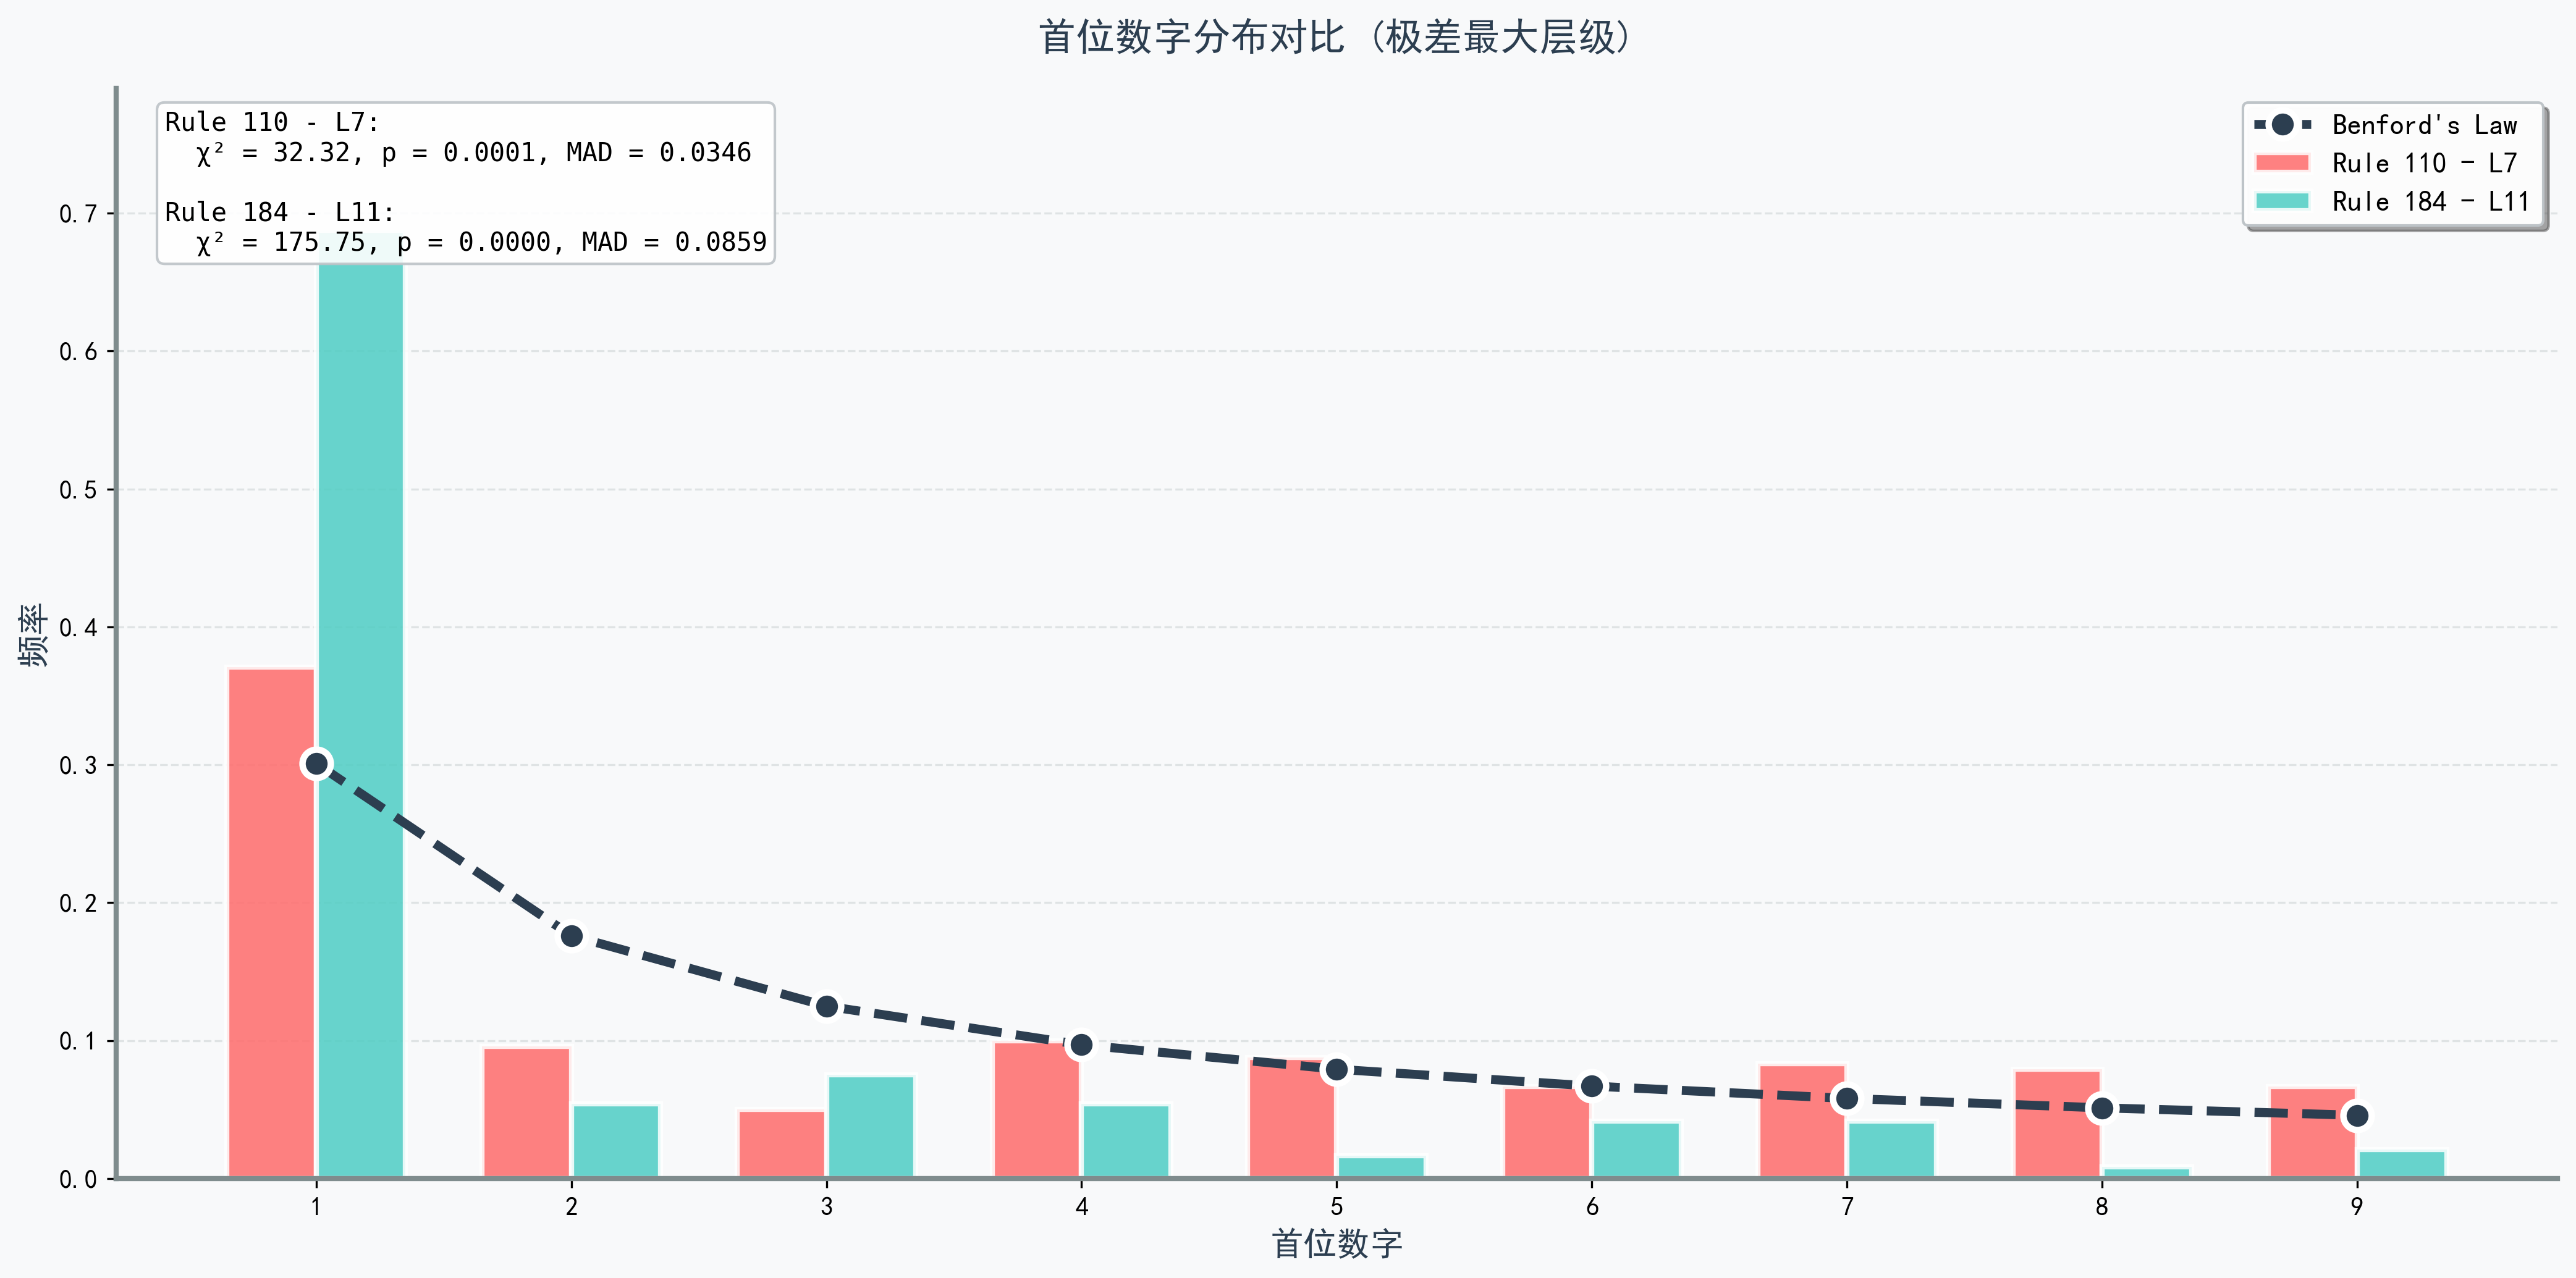 首位数字分布对比 (极差最大层级)
Rule 110 - L7:
χ² = 32.32, p = 0.0001, MAD = 0.0346
Rule 184 - L11:
χ² = 175.75, p = 0.0000, MAD = 0.0859
Benford's Law
Rule 110 - L7
Rule 184 - L11
频率
0.7
0.6
0.5
0.4
0.3
0.2
0.1
0.0
1 2 3 4 5 6 7 8 9
首位数字